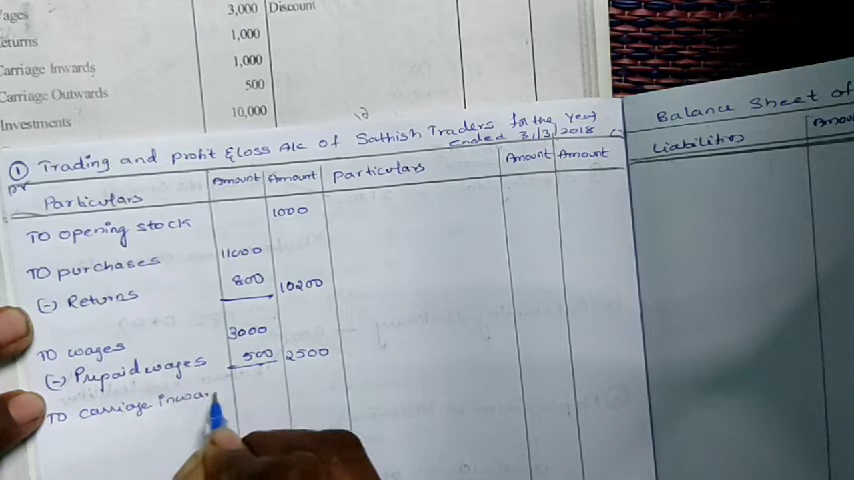 ages 3,000 Discount
eturns 1,000
Carriage Inwards 1,000
Carriage Outwards 500
Investments 10,000
① Trading and profit & loss A/c of Sathish Traders for the Year
ended 31/3/2018
Dr
Particulars Amount Amount particulars Amount Amount
To opening stock 1000
To purchases 11000
(-) Returns 800 10200
To wages 3000
(-) Prepaid wages 500 2500
To carriage inwar
Balance Sheet of
Liabilities Amou